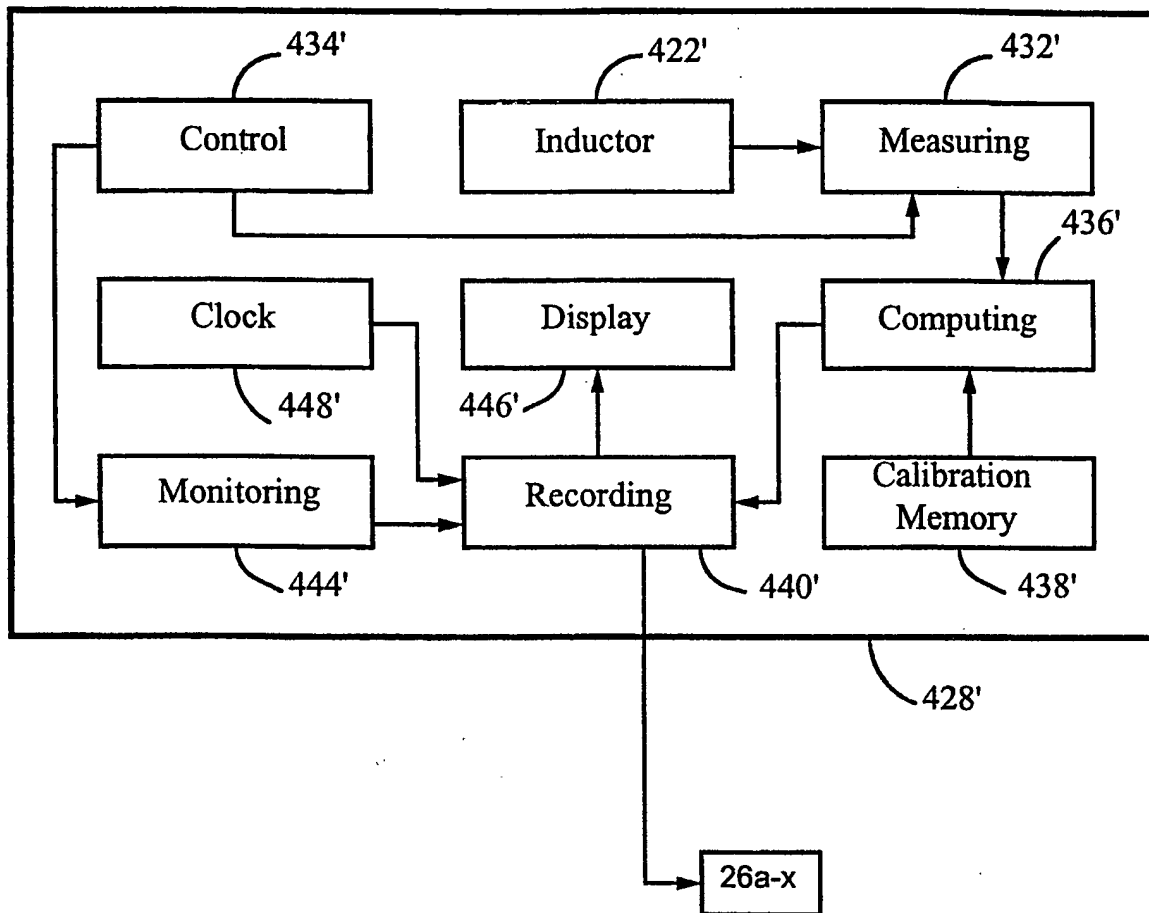 434'
422'
432'
Control
Inductor
Measuring
436'
Clock
Display
Computing
448'
446'
Monitoring
Recording
Calibration
Memory
444'
440'
438'
428'
26a-x